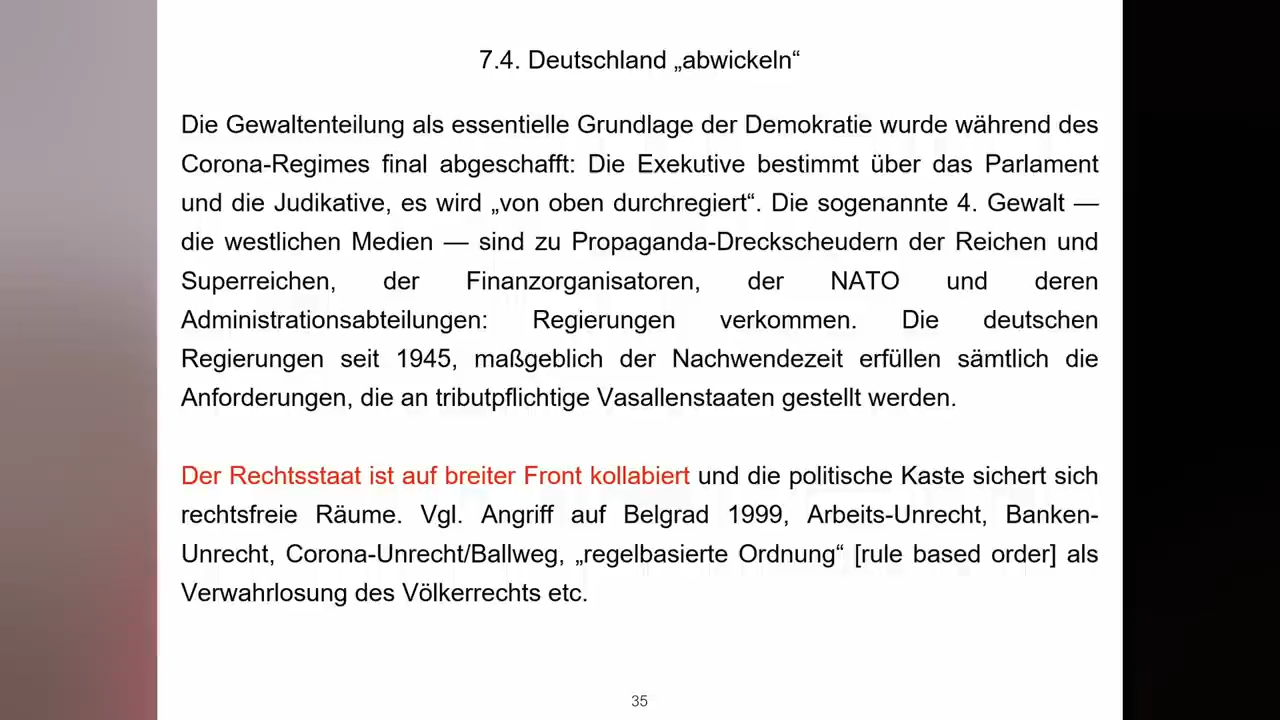 7.4. Deutschland „abwickeln“
Die Gewaltenteilung als essentielle Grundlage der Demokratie wurde während des
Corona-Regimes final abgeschafft: Die Exekutive bestimmt über das Parlament
und die Judikative, es wird „von oben durchregiert“. Die sogenannte 4. Gewalt —
die westlichen Medien — sind zu Propaganda-Dreckscheudern der Reichen und
Superreichen, der Finanzorganisatoren, der NATO und deren
Administrationsabteilungen: Regierungen verkommen. Die deutschen
Regierungen seit 1945, maßgeblich der Nachwendezeit erfüllen sämtlich die
Anforderungen, die an tributpflichtige Vasallenstaaten gestellt werden.
Der Rechtsstaat ist auf breiter Front kollabiert und die politische Kaste sichert sich
rechtsfreie Räume. Vgl. Angriff auf Belgrad 1999, Arbeits-Unrecht, Banken-
Unrecht, Corona-Unrecht/Ballweg, „regelbasierte Ordnung“ [rule based order] als
Verwahrlosung des Völkerrechts etc.
35